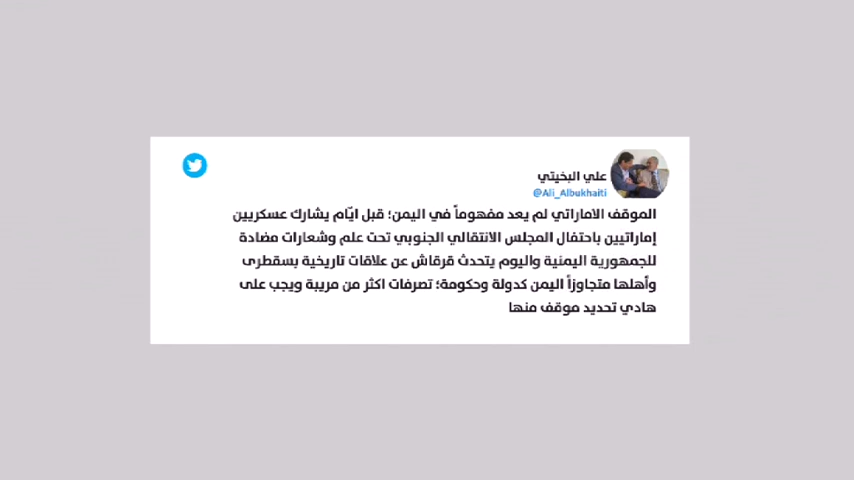 علي البخيتي
@Ali_Albukhaiti
الموقف الاماراتي لم يعد مفهوماً في اليمن؛ قبل ايّام يشارك عسكريين
إماراتيين باحتفال المجلس الانتقالي الجنوبي تحت علم وشعارات مضادة
للجمهورية اليمنية واليوم يتحدث قرقاش عن علاقات تاريخية بسقطرى
وأهلها متجاوزاً اليمن كدولة وحكومة؛ تصرفات اكثر من مريبة ويجب على
هادي تحديد موقف منها